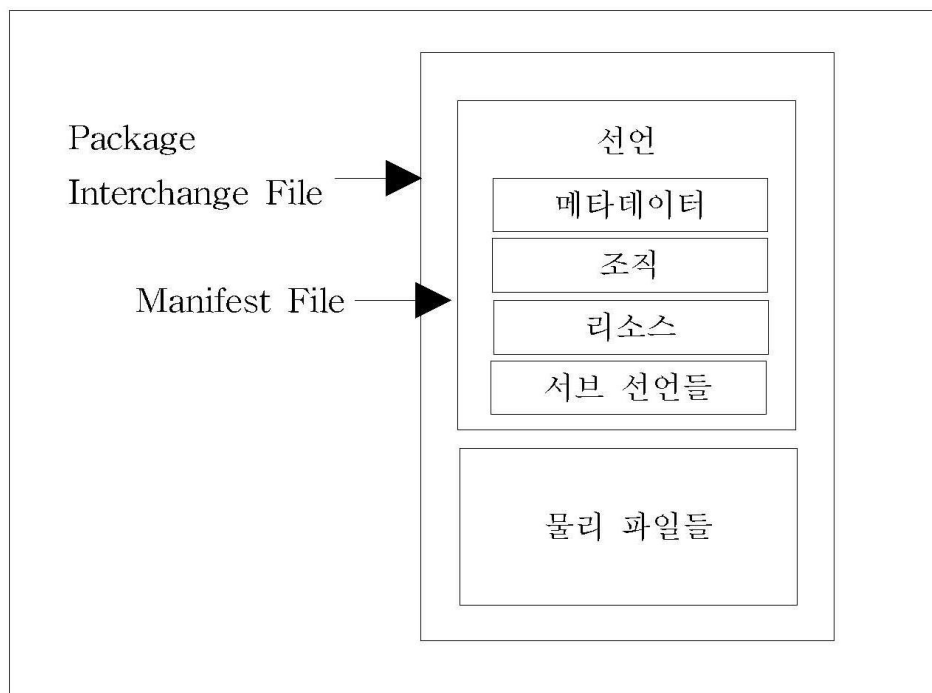 Package
Interchange File
Manifest File
선언
메타데이터
조직
리소스
서브 선언들
물리 파일들